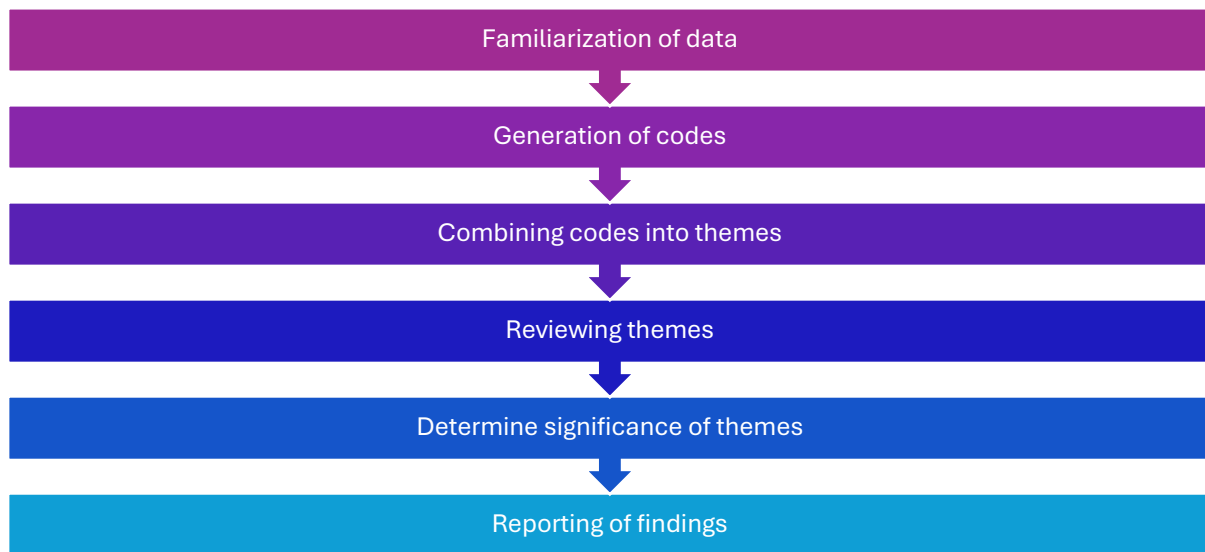 Familiarization of data
Generation of codes
Combining codes into themes
Reviewing themes
Determine significance of themes
Reporting of findings